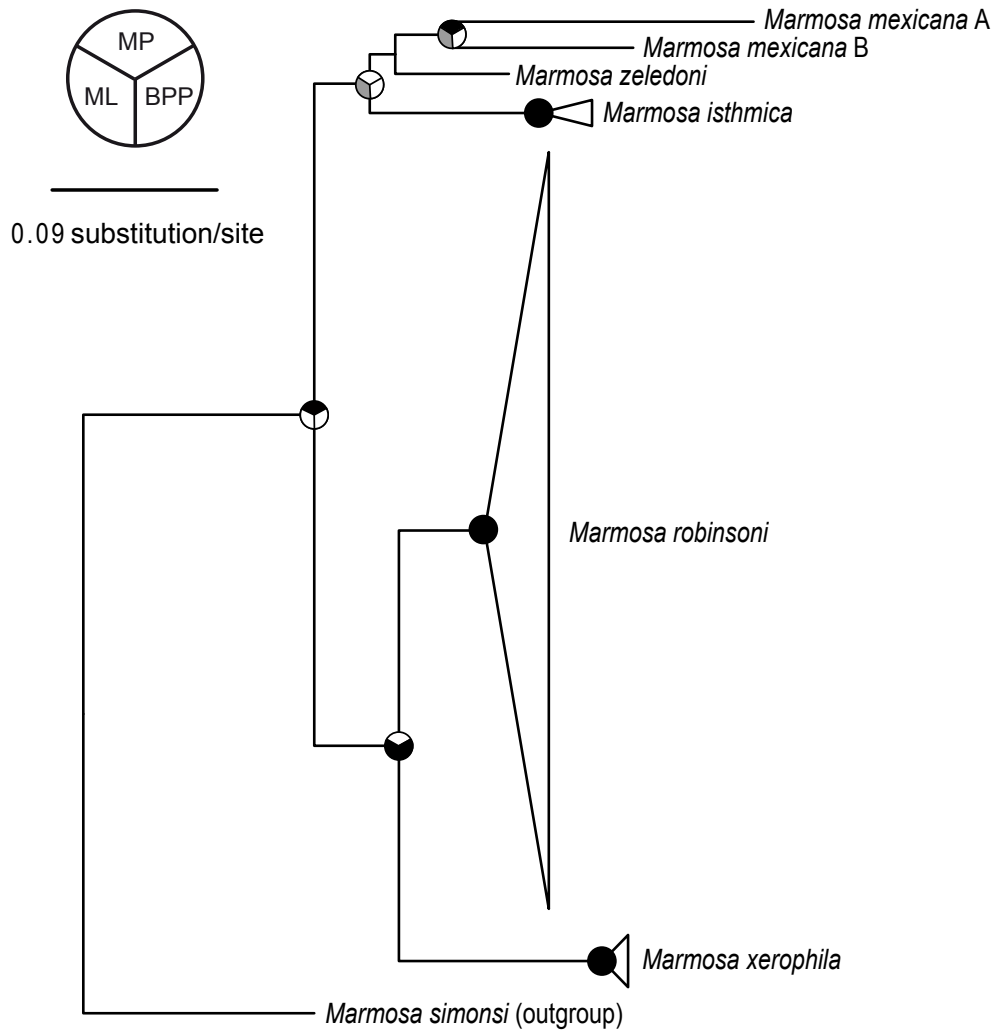 MP
ML BPP
0.09 substitution/site
Marmosa mexicana A
Marmosa mexicana B
Marmosa zeledoni
Marmosa isthmica
Marmosa robinsoni
Marmosa xerophila
Marmosa simonsi (outgroup)